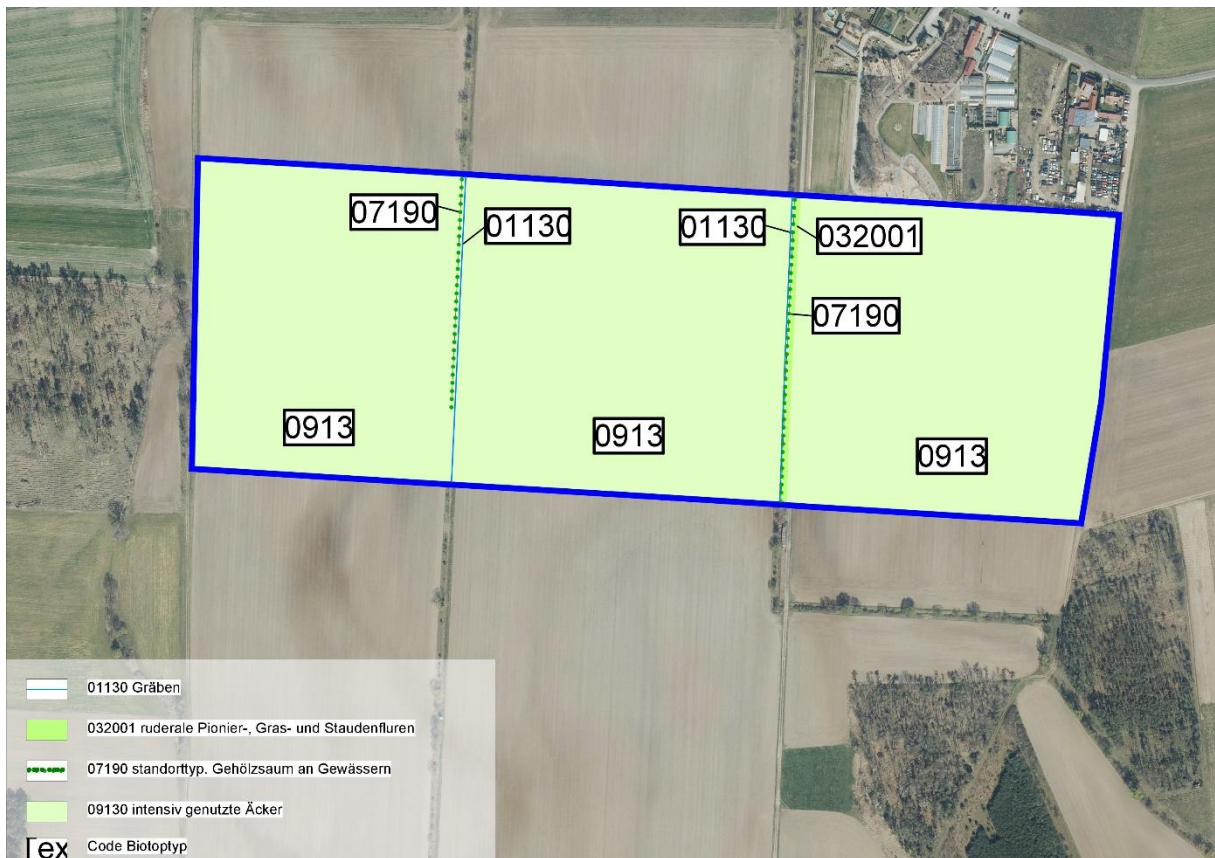 07190
01130
01130
032001
07190
0913
0913
0913
01130 Gräben
032001 ruderale Pionier-, Gras- und Staudenfluren
07190 standorttyp. Gehölzsaum an Gewässern
09130 intensiv genutzte Äcker
Tex Code Biotoptyp